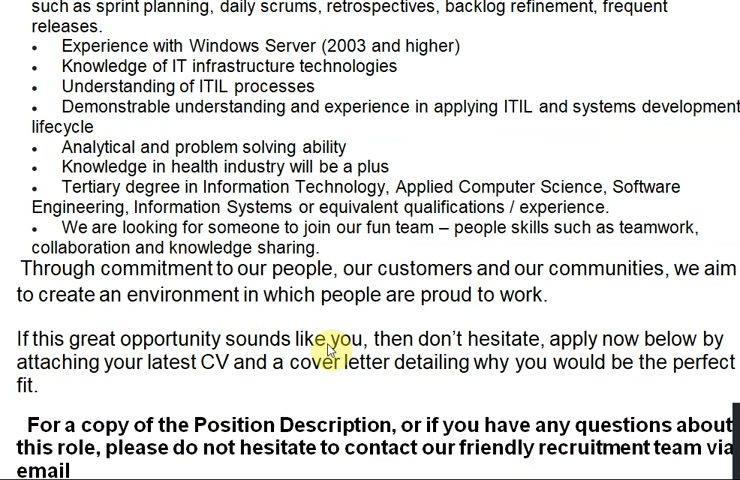 such as sprint planning, daily scrums, retrospectives, backlog refinement, frequent
releases.
• Experience with Windows Server (2003 and higher)
• Knowledge of IT infrastructure technologies
• Understanding of ITIL processes
• Demonstrable understanding and experience in applying ITIL and systems development
lifecycle
• Analytical and problem solving ability
• Knowledge in health industry will be a plus
• Tertiary degree in Information Technology, Applied Computer Science, Software
Engineering, Information Systems or equivalent qualifications / experience.
• We are looking for someone to join our fun team – people skills such as teamwork,
collaboration and knowledge sharing.
Through commitment to our people, our customers and our communities, we aim
to create an environment in which people are proud to work.
If this great opportunity sounds like you, then don’t hesitate, apply now below by
attaching your latest CV and a cover letter detailing why you would be the perfect
fit.
For a copy of the Position Description, or if you have any questions about
this role, please do not hesitate to contact our friendly recruitment team via
email